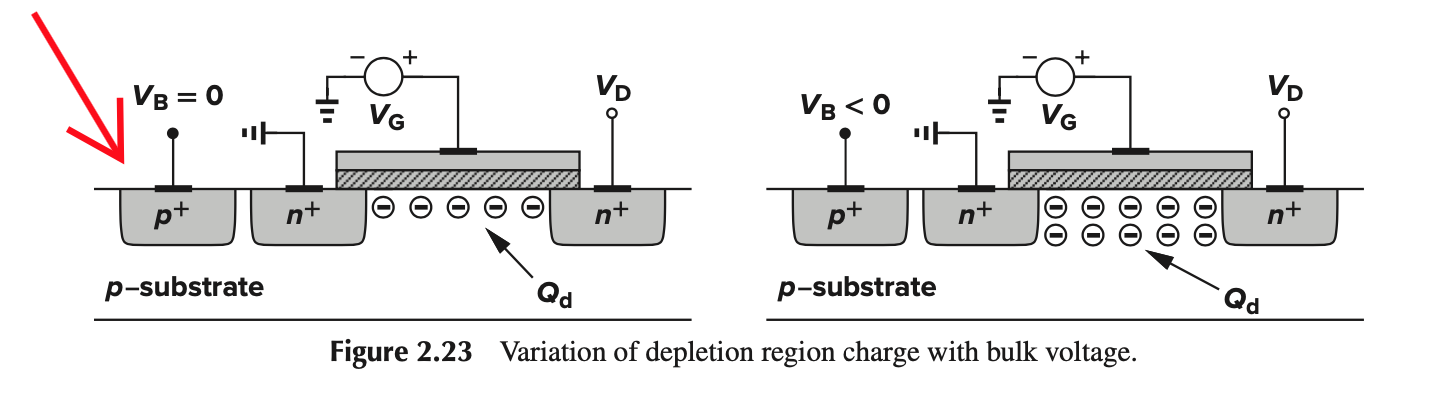 V_B = 0
− +
V_G
V_D
p+
n+
n+
p–substrate
Q_d
V_B < 0
− +
V_G
V_D
p+
n+
n+
p–substrate
Q_d
Figure 2.23 Variation of depletion region charge with bulk voltage.